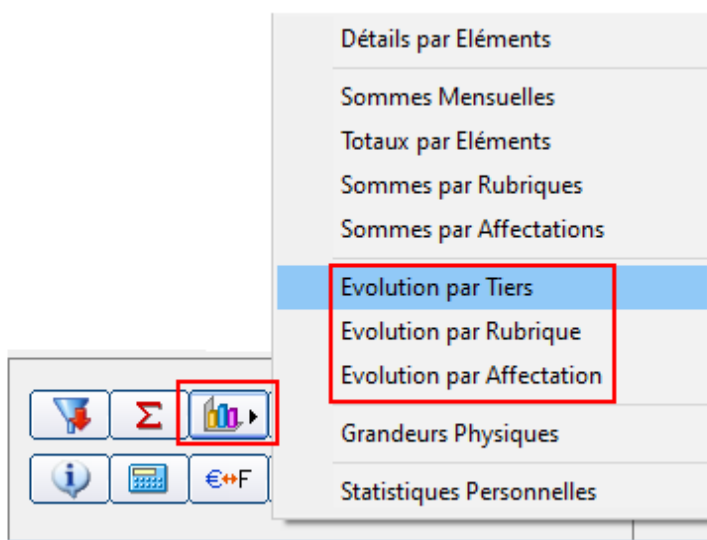 Détails par Eléments
Sommes Mensuelles
Totaux par Eléments
Sommes par Rubriques
Sommes par Affectations
Evolution par Tiers
Evolution par Rubrique
Evolution par Affectation
Grandeurs Physiques
Statistiques Personnelles
Σ
i
€↔F